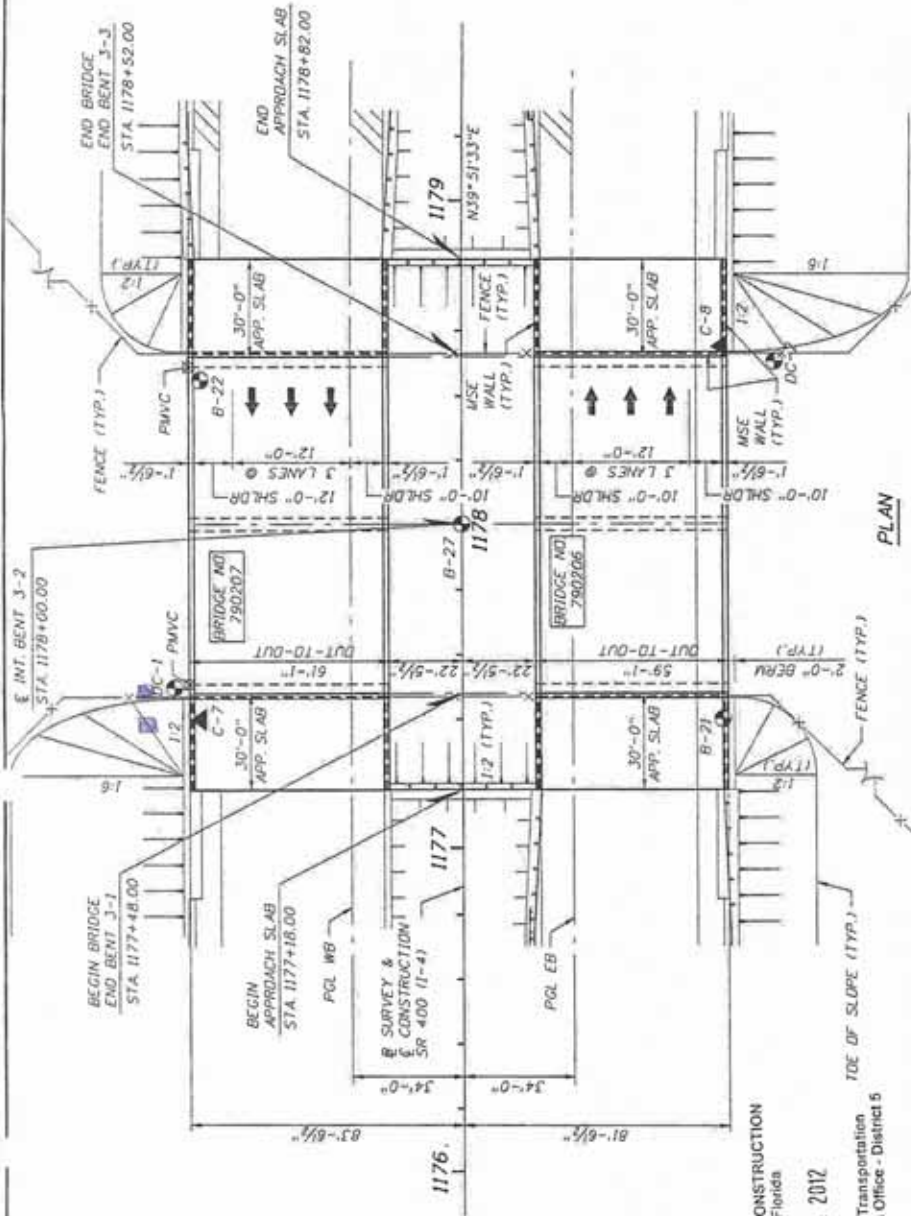 END BRIDGE
END BENT 3-3
STA. 1178+52.00
END
APPROACH SLAB
STA. 1178+82.00
℄ INT. BENT 3-2
STA. 1178+00.00
BEGIN BRIDGE
END BENT 3-1
STA. 1177+48.00
BEGIN
APPROACH SLAB
STA. 1177+18.00
FENCE (TYP.)
PMVC
1:2
(TYP.)
B-22
30'-0"
APP. SLAB
1'-6½"
12'-0" SHLDR
3 LANES @
12'-0"
10'-0" SHLDR
1'-6½"
BRIDGE NO
790207
DC-1
PMVC
1:2
1:6
C-7
30'-0"
APP. SLAB
61'-1"
OUT-TO-OUT
22'-5½"
22'-5½"
59'-1"
OUT-TO-OUT
2'-0" BERM
(TYP.)
1179
N39°51'33"E
FENCE
(TYP.)
MSE
WALL
(TYP.)
B-27
1178
1:2 (TYP.)
1177
1176
PGL WB
℄ SURVEY &
℄ CONSTRUCTION
SR 400 (I-4)
PGL EB
34'-0"
34'-0"
83'-6½"
81'-6½"
1'-6½"
10'-0" SHLDR
3 LANES @
12'-0"
10'-0" SHLDR
1'-6½"
BRIDGE NO
790206
30'-0"
APP. SLAB
C-8
1:2
1:6
MSE
WALL
(TYP.)
30'-0"
APP. SLAB
B-21
1:2
(TYP.)
FENCE (TYP.)
TOE OF SLOPE (TYP.)
PLAN
ONSTRUCTION
Florida
2012
Transportation
Office - District 5